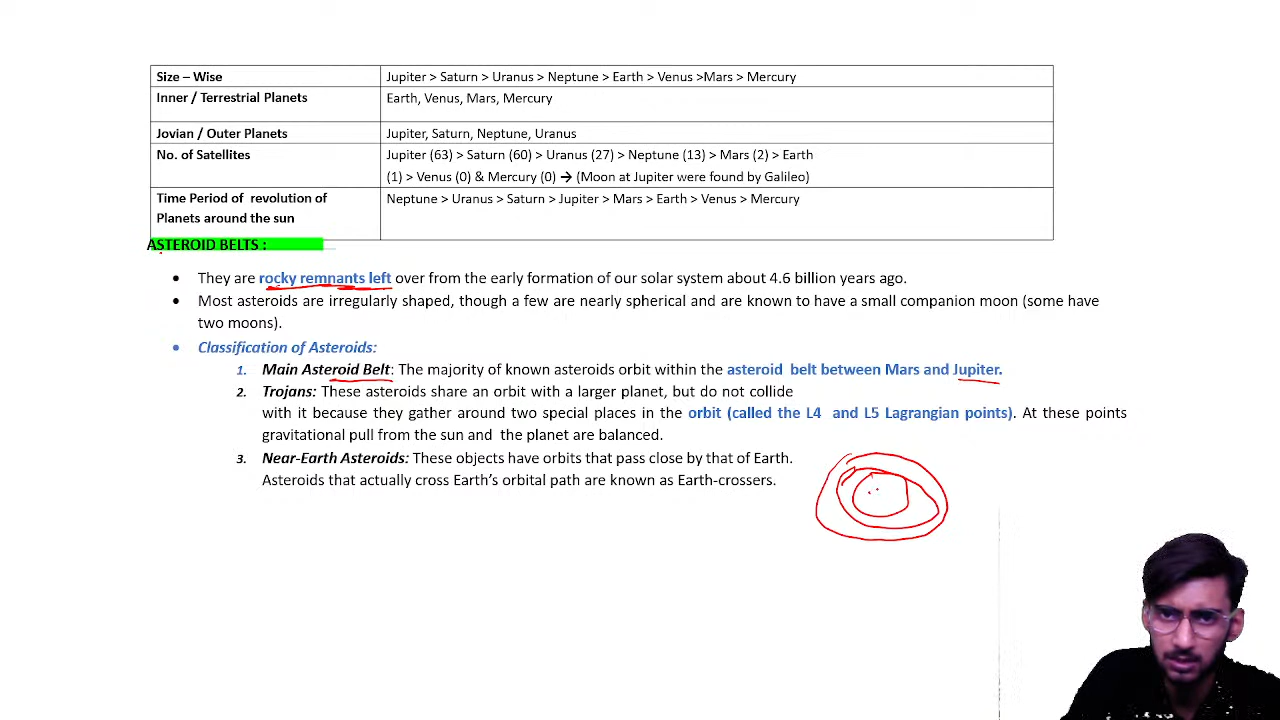 Size – Wise
Jupiter > Saturn > Uranus > Neptune > Earth > Venus >Mars > Mercury
Inner / Terrestrial Planets
Earth, Venus, Mars, Mercury
Jovian / Outer Planets
Jupiter, Saturn, Neptune, Uranus
No. of Satellites
Jupiter (63) > Saturn (60) > Uranus (27) > Neptune (13) > Mars (2) > Earth
(1) > Venus (0) & Mercury (0) → (Moon at Jupiter were found by Galileo)
Time Period of revolution of
Planets around the sun
Neptune > Uranus > Saturn > Jupiter > Mars > Earth > Venus > Mercury
ASTEROID BELTS :
• They are rocky remnants left over from the early formation of our solar system about 4.6 billion years ago.
• Most asteroids are irregularly shaped, though a few are nearly spherical and are known to have a small companion moon (some have
two moons).
• Classification of Asteroids:
1. Main Asteroid Belt: The majority of known asteroids orbit within the asteroid belt between Mars and Jupiter.
2. Trojans: These asteroids share an orbit with a larger planet, but do not collide
with it because they gather around two special places in the orbit (called the L4 and L5 Lagrangian points). At these points
gravitational pull from the sun and the planet are balanced.
3. Near-Earth Asteroids: These objects have orbits that pass close by that of Earth.
Asteroids that actually cross Earth's orbital path are known as Earth-crossers.